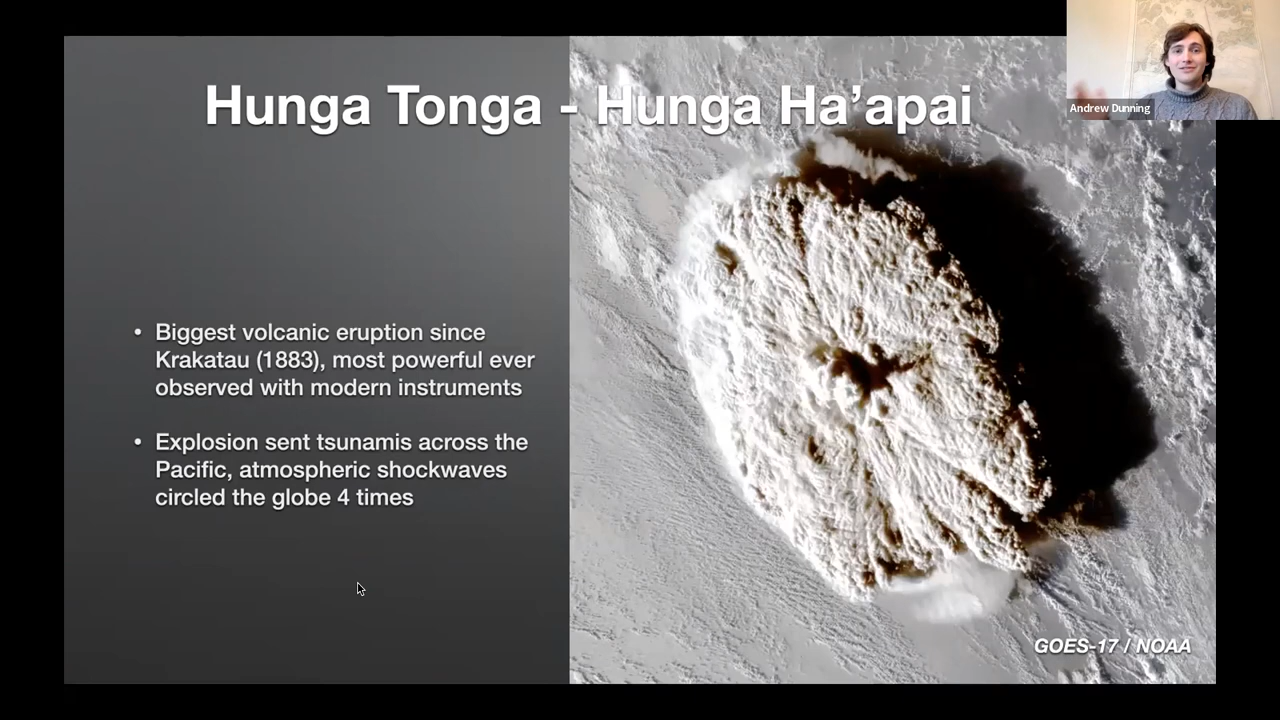 Hunga Tonga - Hunga Ha’apai
Andrew Dunning
• Biggest volcanic eruption since
Krakatau (1883), most powerful ever
observed with modern instruments
• Explosion sent tsunamis across the
Pacific, atmospheric shockwaves
circled the globe 4 times
GOES-17 / NOAA